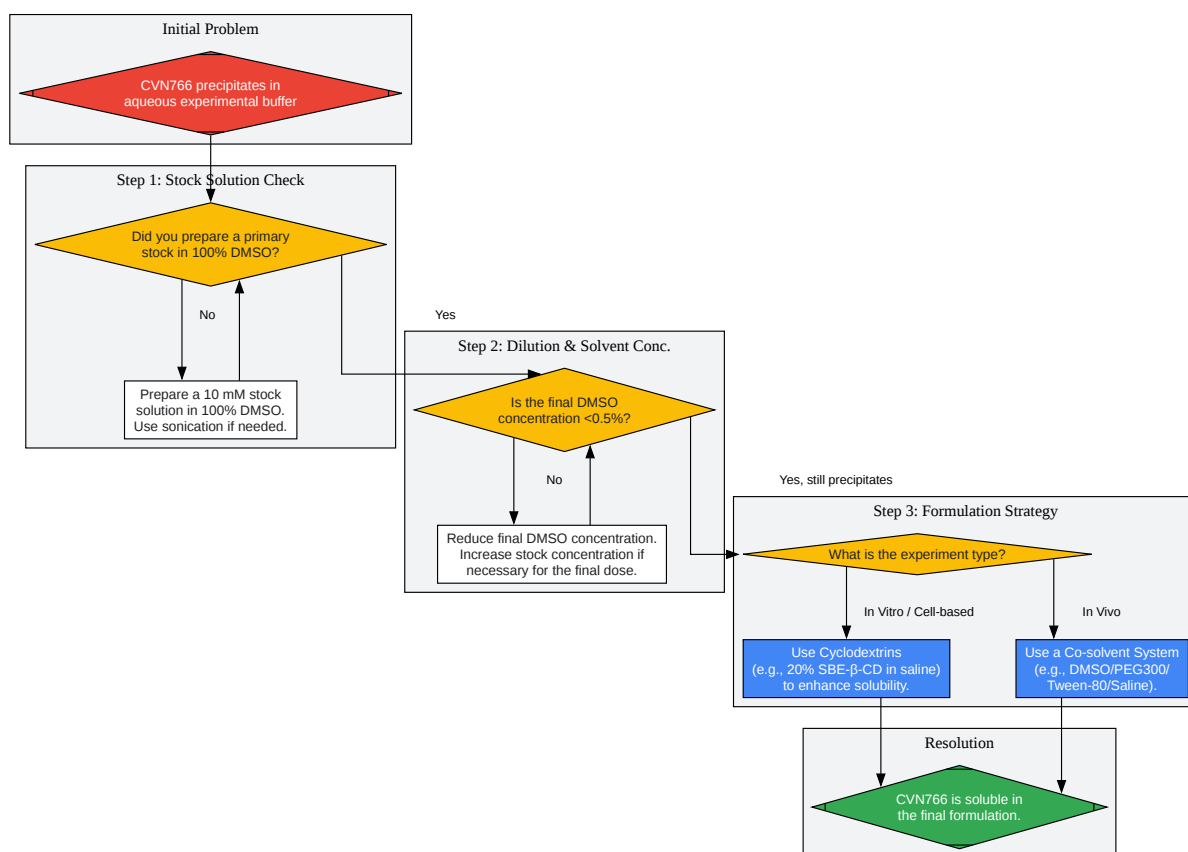 Initial Problem
CVN766 precipitates in
aqueous experimental buffer
Step 1: Stock Solution Check
Did you prepare a primary
stock in 100% DMSO?
No
Yes
Prepare a 10 mM stock
solution in 100% DMSO.
Use sonication if needed.
Step 2: Dilution & Solvent Conc.
Is the final DMSO
concentration <0.5%?
No
Yes, still precipitates
Reduce final DMSO concentration.
Increase stock concentration if
necessary for the final dose.
Step 3: Formulation Strategy
What is the experiment type?
In Vitro / Cell-based
In Vivo
Use Cyclodextrins
(e.g., 20% SBE-β-CD in saline)
to enhance solubility.
Use a Co-solvent System
(e.g., DMSO/PEG300/
Tween-80/Saline).
Resolution
CVN766 is soluble in
the final formulation.